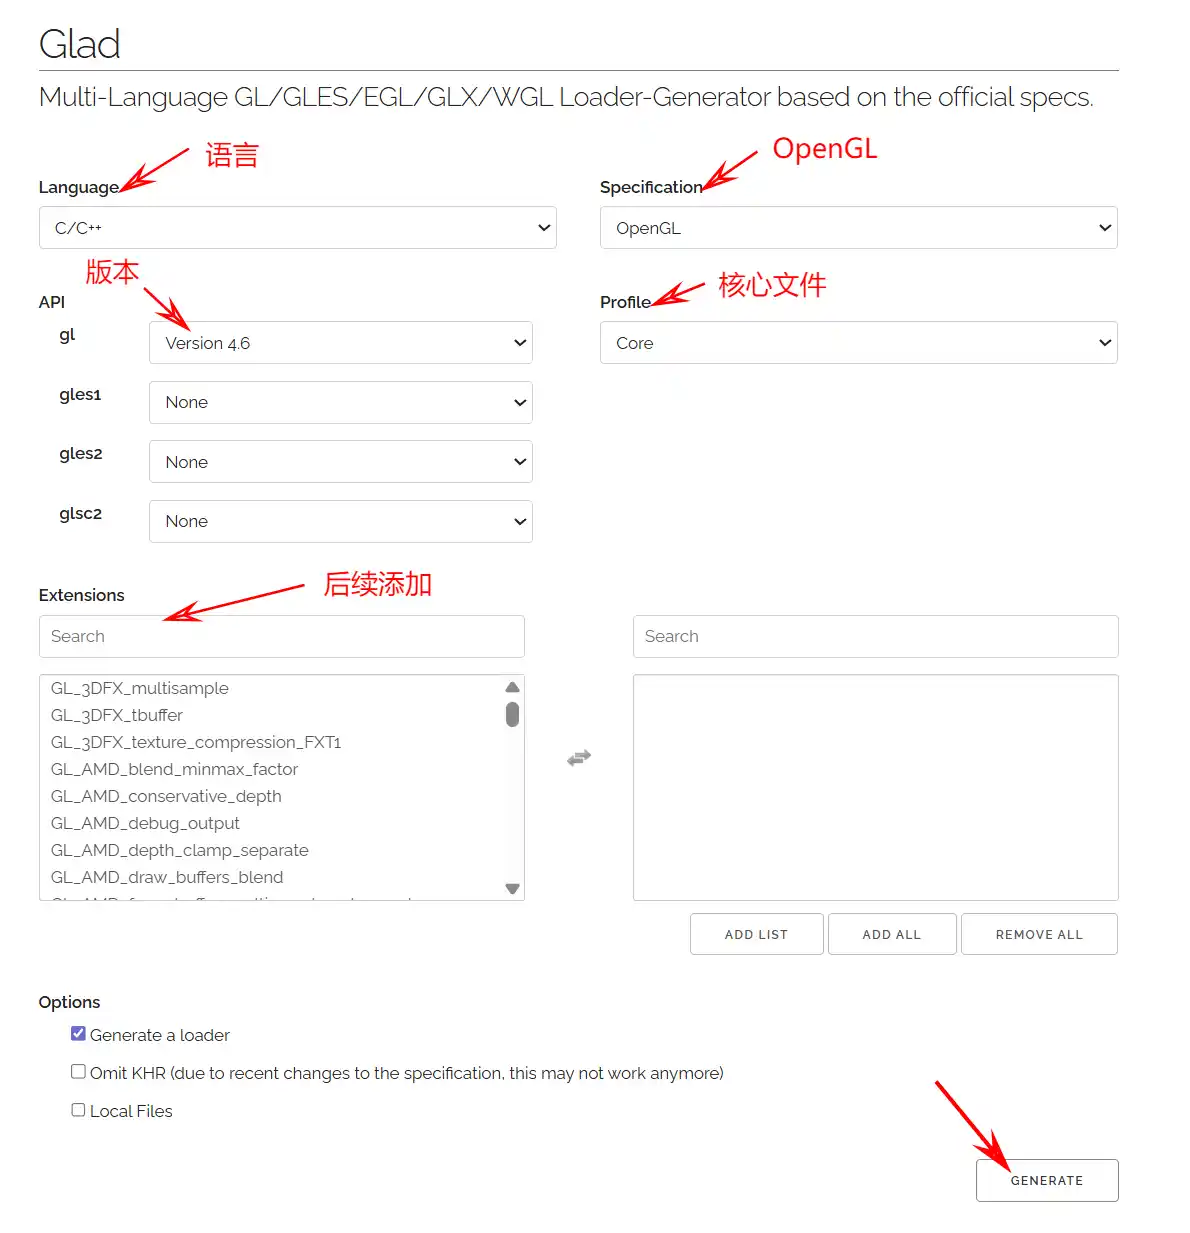 Glad
Multi-Language GL/GLES/EGL/GLX/WGL Loader-Generator based on the official specs.
语言
OpenGL
Language
Specification
C/C++
OpenGL
版本
核心文件
API
Profile
gl
Version 4.6
Core
gles1
None
gles2
None
glsc2
None
后续添加
Extensions
Search
Search
GL_3DFX_multisample
GL_3DFX_tbuffer
GL_3DFX_texture_compression_FXT1
GL_AMD_blend_minmax_factor
GL_AMD_conservative_depth
GL_AMD_debug_output
GL_AMD_depth_clamp_separate
GL_AMD_draw_buffers_blend
ADD LIST
ADD ALL
REMOVE ALL
Options
Generate a loader
Omit KHR (due to recent changes to the specification, this may not work anymore)
Local Files
GENERATE